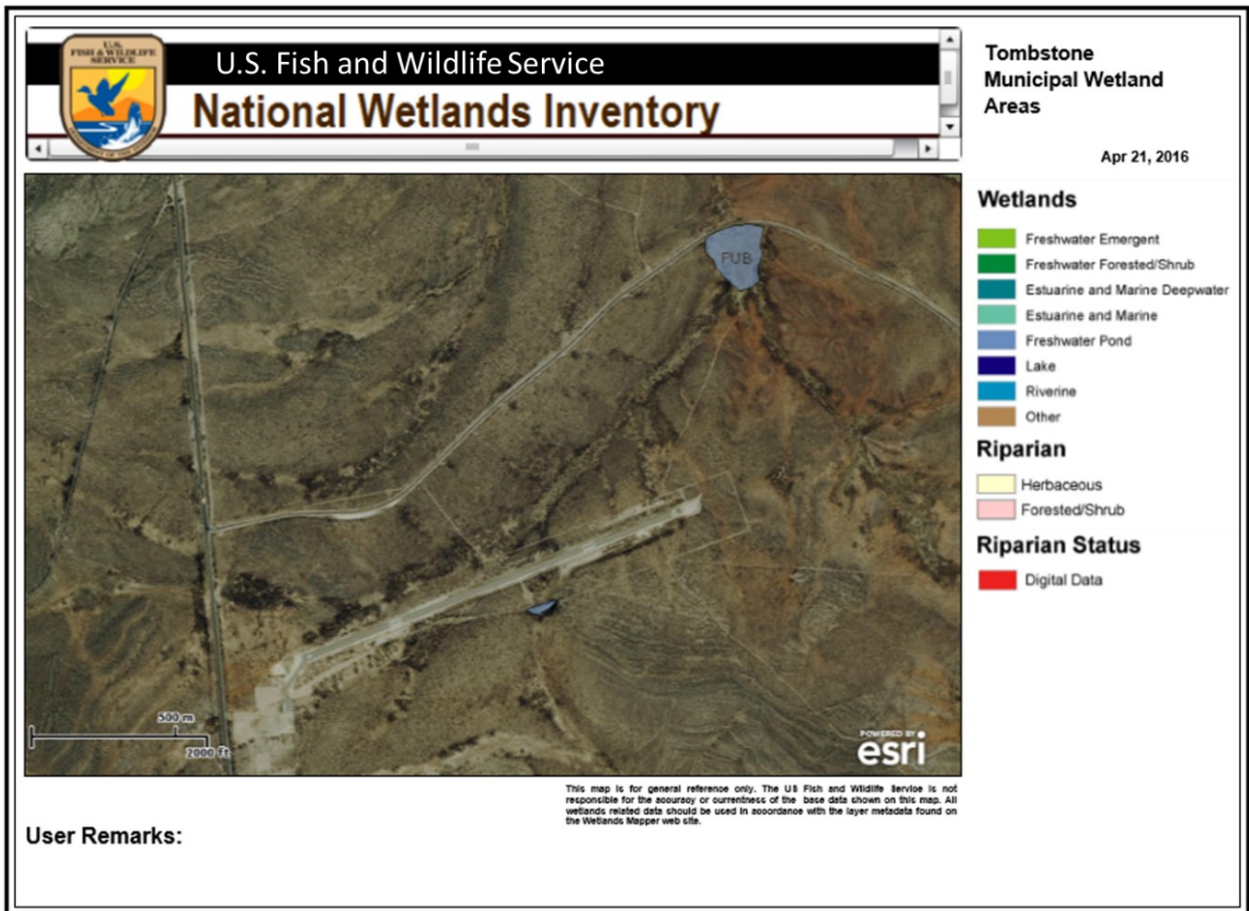 U.S.
FISH & WILDLIFE
SERVICE
U.S. Fish and Wildlife Service
National Wetlands Inventory
Tombstone
Municipal Wetland
Areas
Apr 21, 2016
PUB
500 m
2000 ft
POWERED BY
esri
Wetlands
Freshwater Emergent
Freshwater Forested/Shrub
Estuarine and Marine Deepwater
Estuarine and Marine
Freshwater Pond
Lake
Riverine
Other
Riparian
Herbaceous
Forested/Shrub
Riparian Status
Digital Data
This map is for general reference only. The US Fish and Wildlife Service is not
responsible for the accuracy or currentness of the base data shown on this map. All
wetlands related data should be used in accordance with the layer metadata found on
the Wetlands Mapper web site.
User Remarks: